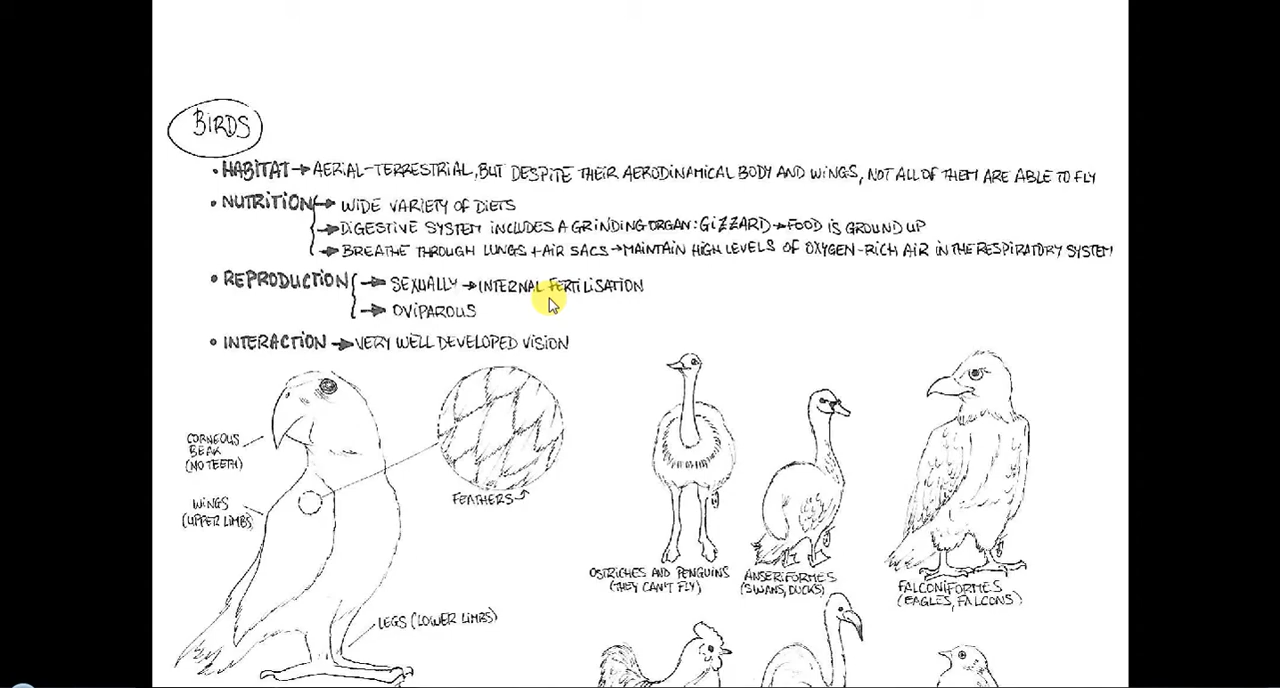 BIRDS
• HABITAT → AERIAL-TERRESTRIAL, BUT DESPITE THEIR AERODINAMICAL BODY AND WINGS, NOT ALL OF THEM ARE ABLE TO FLY
• NUTRITION → WIDE VARIETY OF DIETS
→ DIGESTIVE SYSTEM INCLUDES A GRINDING ORGAN: GIZZARD → FOOD IS GROUND UP
→ BREATHE THROUGH LUNGS + AIR SACS → MAINTAIN HIGH LEVELS OF OXYGEN-RICH AIR IN THE RESPIRATORY SYSTEM
• REPRODUCTION → SEXUALLY → INTERNAL FERTILISATION
→ OVIPAROUS
• INTERACTION → VERY WELL DEVELOPED VISION
CORNEOUS
BEAK
(NO TEETH)
WINGS
(UPPER LIMBS)
FEATHERS
LEGS (LOWER LIMBS)
OSTRICHES AND PENGUINS
(THEY CAN'T FLY)
ANSERIFORMES
(SWANS, DUCKS)
FALCONIFORMES
(EAGLES, FALCONS)